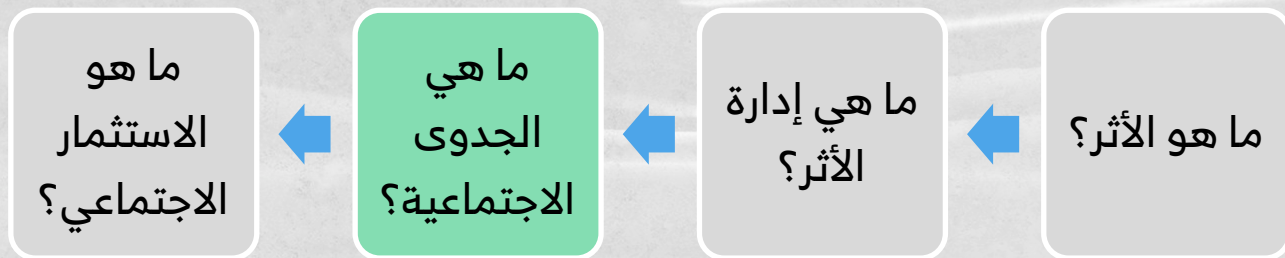 ما هو الأثر؟
ما هي إدارة
الأثر؟
ما هي
الجدوى
الاجتماعية؟
ما هو
الاستثمار
الاجتماعي؟